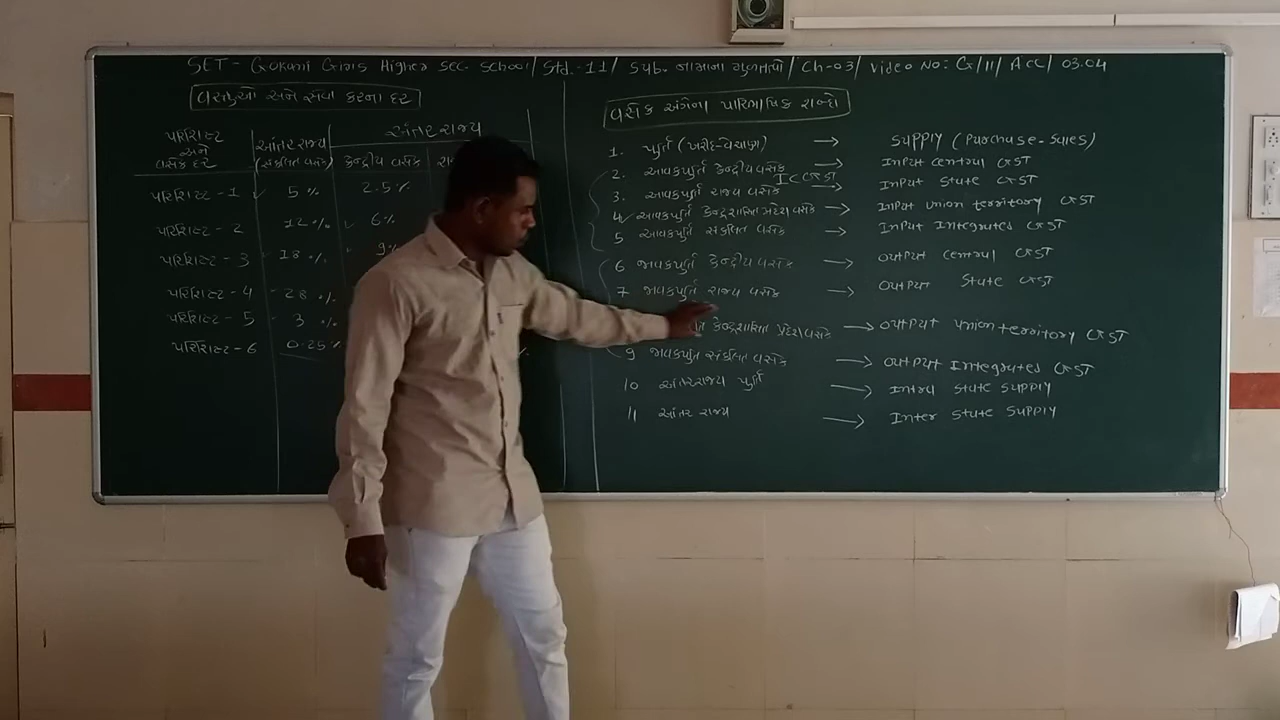 SET - Gokani Girls Higher Sec. School / Std.-11 / Sub. નામાના મૂળતત્વો / Ch-03 / Video No: G/11/Acc/03.04
વસ્તુઓ અને સેવા કરના દર
પરિશિષ્ટ અને વસેક દર
આંતર રાજ્ય (સંકલિત વસેક)
અંતર રાજ્ય
કેન્દ્રીય વસેક
પરિશિષ્ટ - 1 5 % 2.5 %
પરિશિષ્ટ - 2 12 % 6 %
પરિશિષ્ટ - 3 18 % 9 %
પરિશિષ્ટ - 4 28 %
પરિશિષ્ટ - 5 3 %
પરિશિષ્ટ - 6 0.25 %
વસેક અંગેના પારિભાષિક શબ્દો
1. પૂર્તિ (ખરીદ-વેચાણ) → Supply (Purchase-Sales)
2. આવકપૂર્તિ કેન્દ્રીય વસેક → Input Central GST
ICGST
3. આવકપૂર્તિ રાજ્ય વસેક → Input State GST
4 આવકપૂર્તિ કેન્દ્રશાસિત પ્રદેશ વસેક → Input Union territory GST
5 આવકપૂર્તિ સંકલિત વસેક → Input Integrated GST
6 જાવકપૂર્તિ કેન્દ્રીય વસેક → Output Central GST
7 જાવકપૂર્તિ રાજ્ય વસેક → Output State GST
કેન્દ્રશાસિત પ્રદેશ વસેક → Output Union territory GST
9 જાવકપૂર્તિ સંકલિત વસેક → Output Integrated GST
10 અંતરરાજ્ય પૂર્તિ → Intra State Supply
11 આંતર રાજ્ય → Inter State Supply